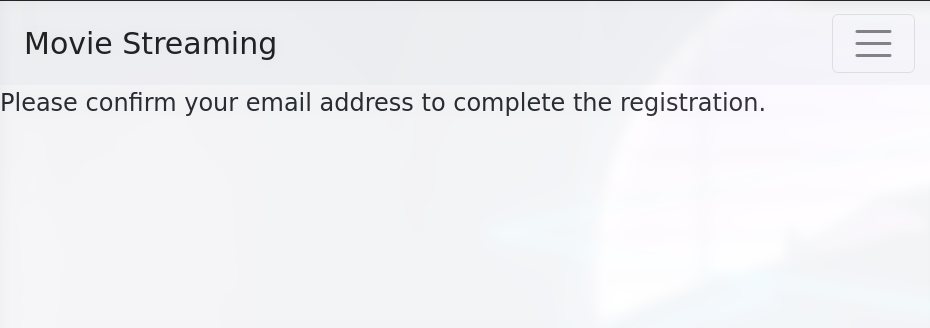 Movie Streaming
Please confirm your email address to complete the registration.